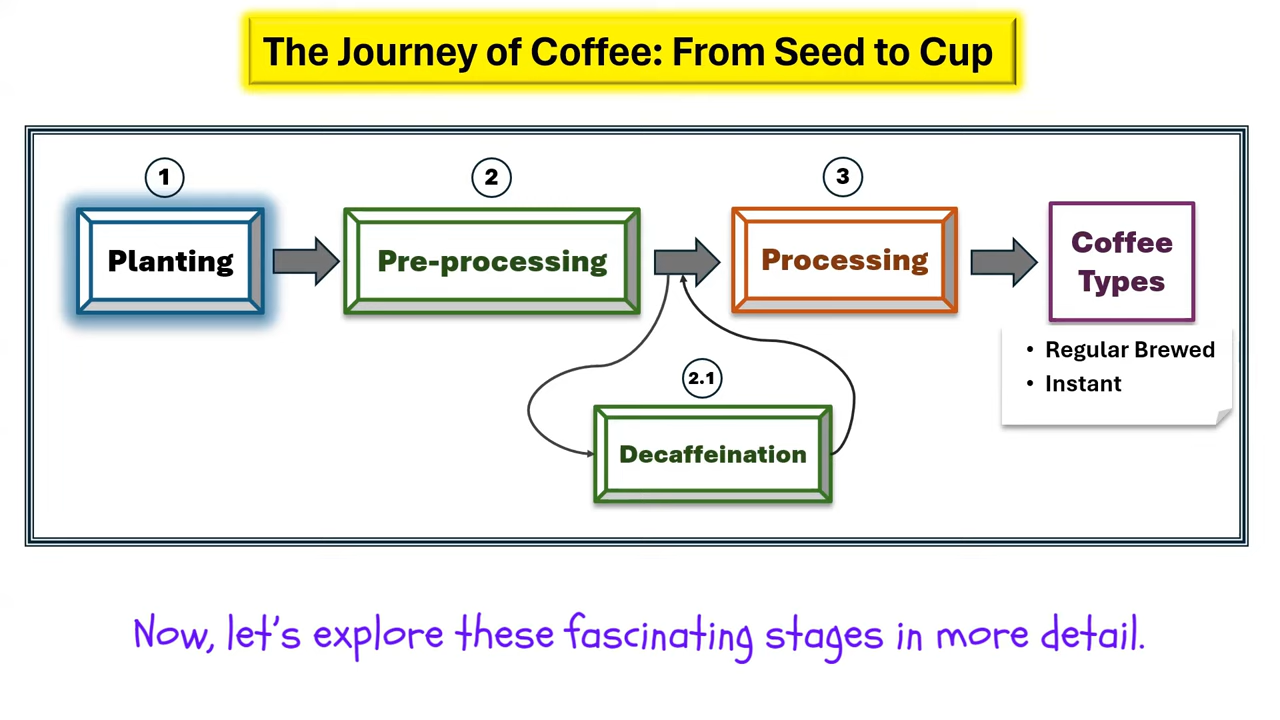 The Journey of Coffee: From Seed to Cup
1
2
3
Planting
Pre-processing
Processing
Coffee
Types
• Regular Brewed
• Instant
2.1
Decaffeination
Now, let's explore these fascinating stages in more detail.